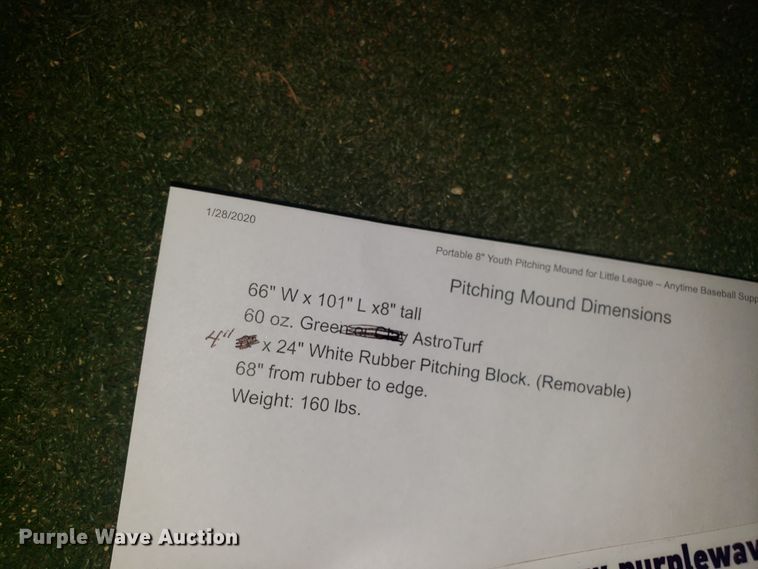 1/28/2020
Portable 8" Youth Pitching Mound for Little League – Anytime Baseball Supp
Pitching Mound Dimensions
66" W x 101" L x8" tall
60 oz. Green or Clay AstroTurf
4" x 24" White Rubber Pitching Block. (Removable)
68" from rubber to edge.
Weight: 160 lbs.
Purple Wave Auction
purplewav